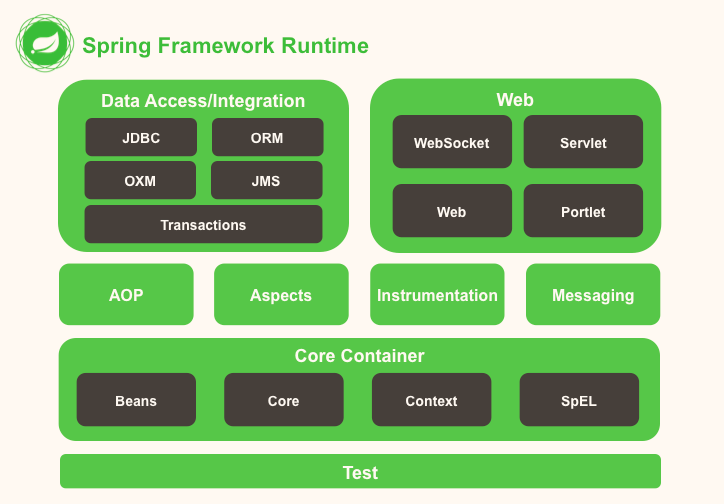 Spring Framework Runtime
Data Access/Integration
JDBC
ORM
OXM
JMS
Transactions
Web
WebSocket
Servlet
Web
Portlet
AOP
Aspects
Instrumentation
Messaging
Core Container
Beans
Core
Context
SpEL
Test